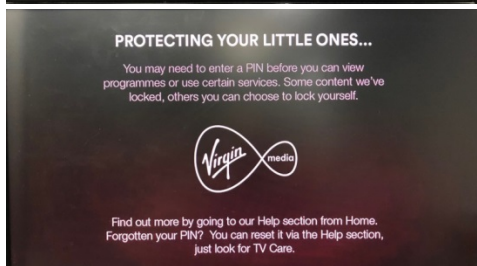 PROTECTING YOUR LITTLE ONES...
You may need to enter a PIN before you can view
programmes or use certain services. Some content we've
locked, others you can choose to lock yourself.
Virgin media
Find out more by going to our Help section from Home.
Forgotten your PIN? You can reset it via the Help section,
just look for TV Care.